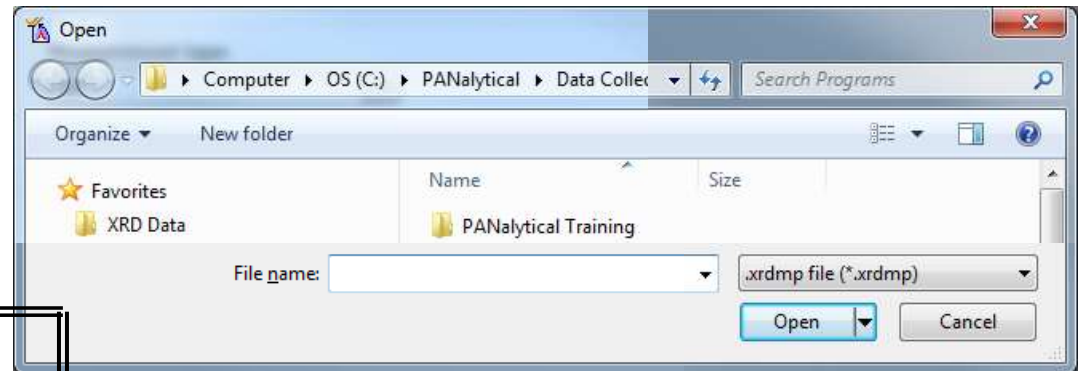 Open
Computer OS (C:) PANalytical Data Collec Search Programs
Organize New folder
Name Size
Favorites
XRD Data PANalytical Training
File name: .xrdmp file (*.xrdmp)
Open Cancel